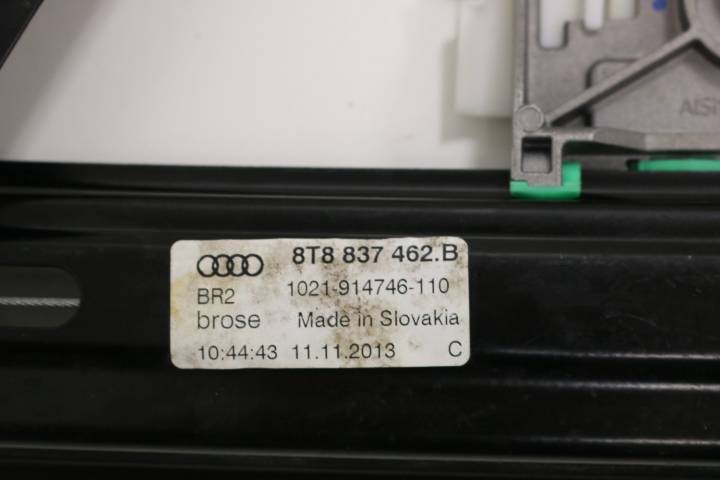 8T8 837 462.B
BR2 1021-914746-110
brose Made in Slovakia
10:44:43 11.11.2013 C